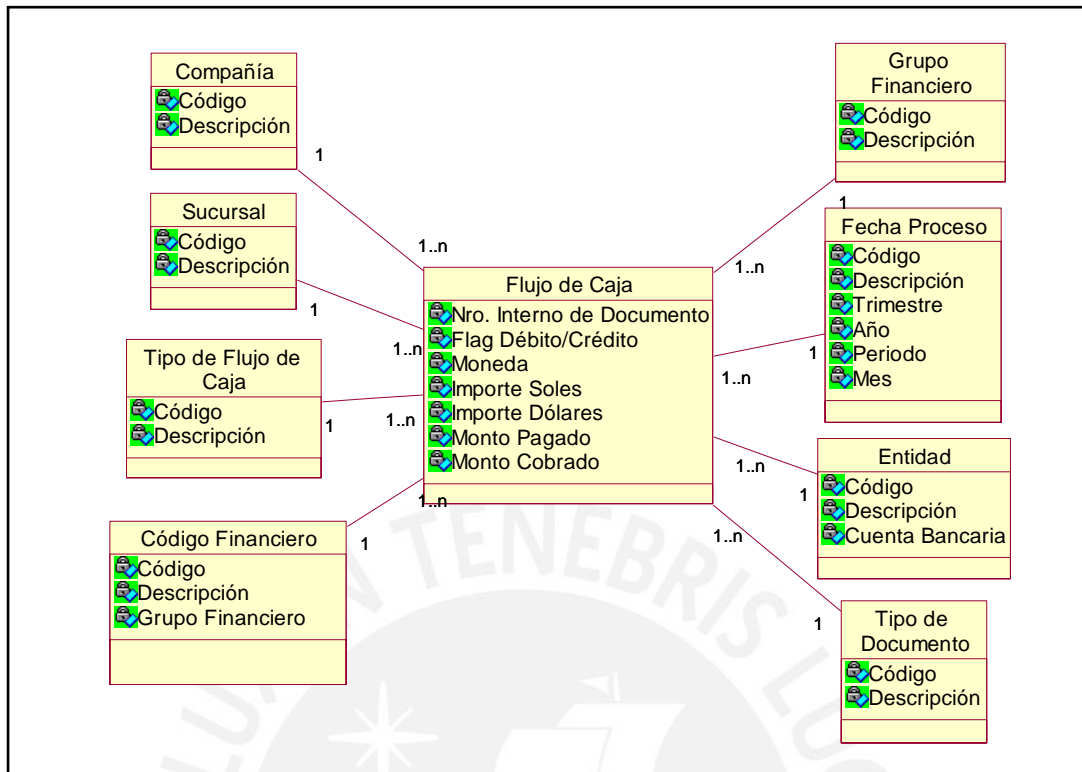 Compañía
Código
Descripción
1
Sucursal
Código
Descripción
1
Tipo de Flujo de
Caja
Código
Descripción
1
Código Financiero
Código
Descripción
Grupo Financiero
1
1..n
1..n
1..n
1..n
Flujo de Caja
Nro. Interno de Documento
Flag Débito/Crédito
Moneda
Importe Soles
Importe Dólares
Monto Pagado
Monto Cobrado
1..n
1..n
1..n
1..n
Grupo
Financiero
Código
Descripción
1
Fecha Proceso
Código
Descripción
Trimestre
Año
Periodo
Mes
1
Entidad
Código
Descripción
Cuenta Bancaria
1
Tipo de
Documento
Código
Descripción
1
TENEBRIS